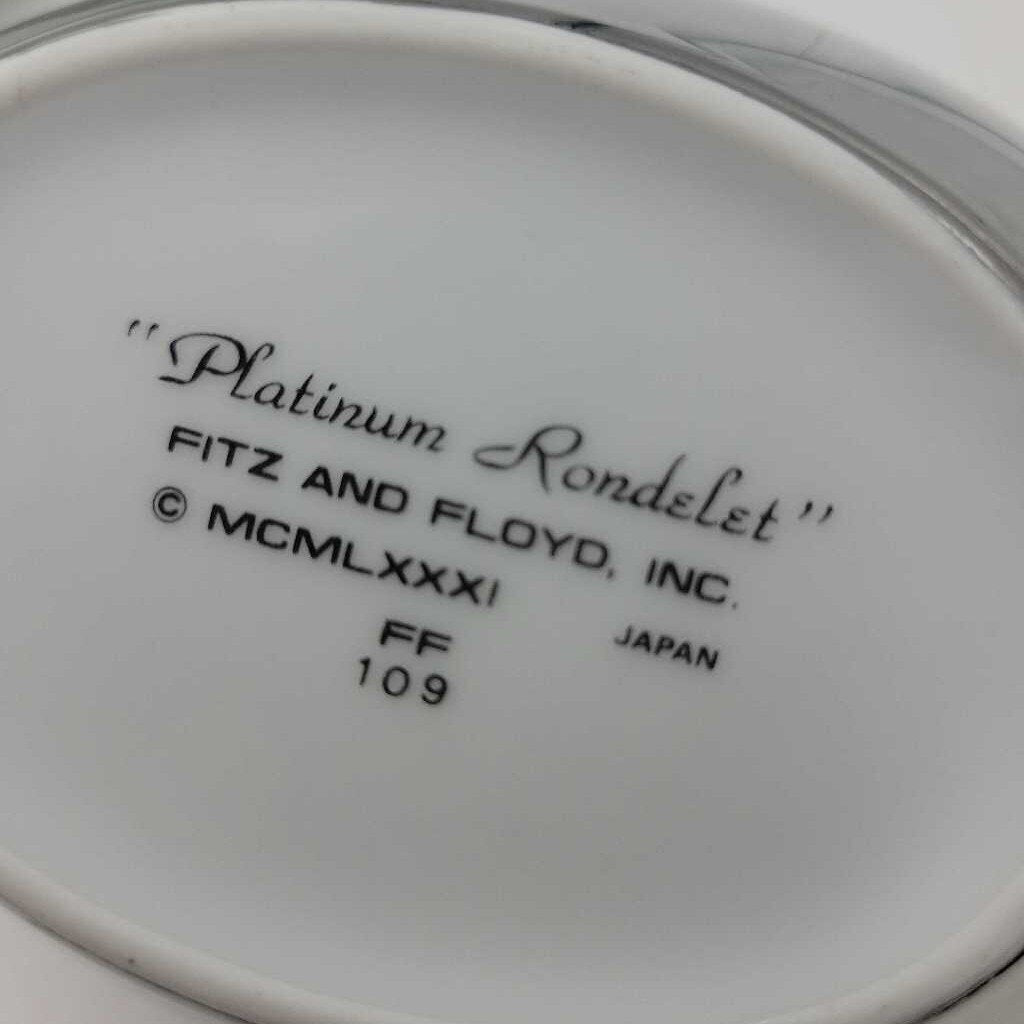 "Platinum Rondelet"
FITZ AND FLOYD, INC.
© MCMLXXXI
FF JAPAN
109